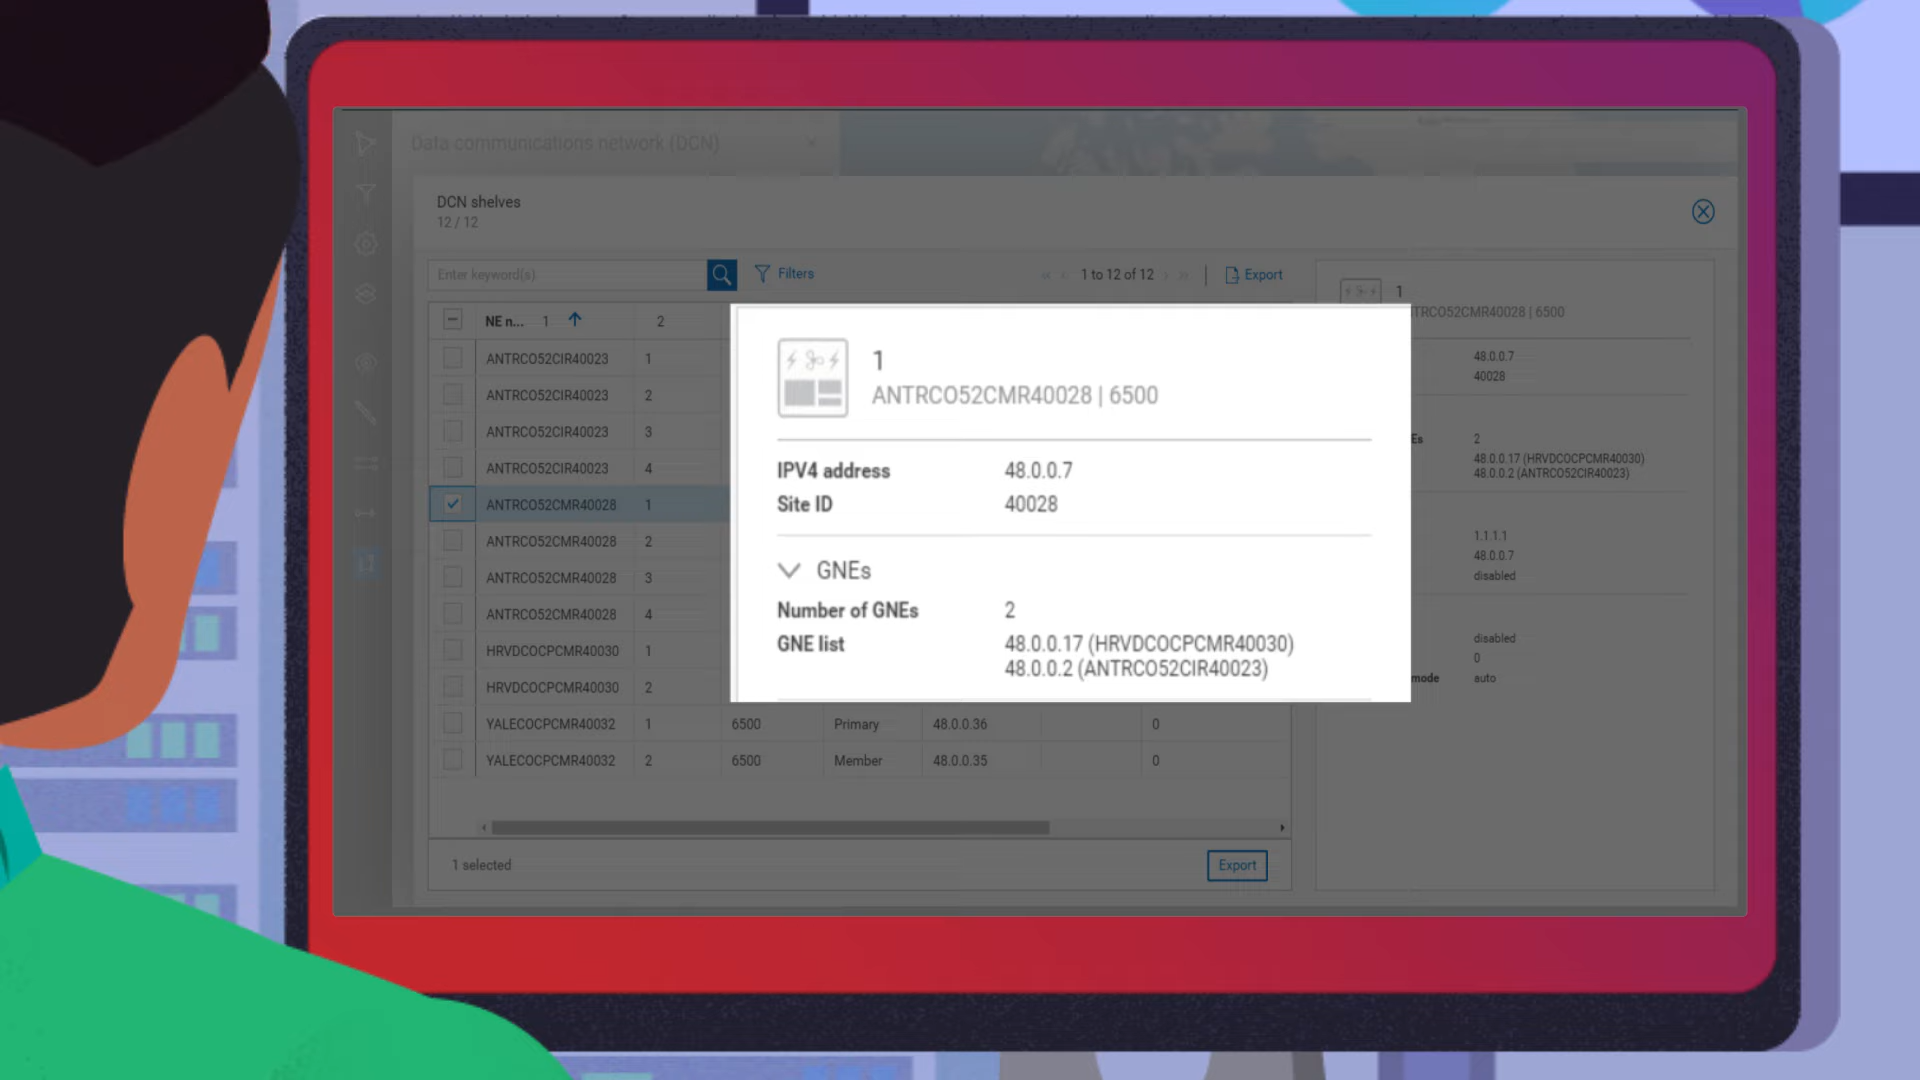 Data communications network (DCN)
DCN shelves
12 / 12
Enter keyword(s)
Filters
1 to 12 of 12
Export
NE n... 1 2
ANTRCO52CIR40023 1
ANTRCO52CIR40023 2
ANTRCO52CIR40023 3
ANTRCO52CIR40023 4
ANTRCO52CMR40028 1
ANTRCO52CMR40028 2
ANTRCO52CMR40028 3
ANTRCO52CMR40028 4
HRVDCOCPCMR40030 1
HRVDCOCPCMR40030 2
YALECOCPCMR40032 1 6500 Primary 48.0.0.36 0
YALECOCPCMR40032 2 6500 Member 48.0.0.35 0
1 selected
Export
1
ANTRCO52CMR40028 | 6500
IPV4 address 48.0.0.7
Site ID 40028
GNEs
Number of GNEs 2
GNE list 48.0.0.17 (HRVDCOCPCMR40030)
48.0.0.2 (ANTRCO52CIR40023)
1
TRCO52CMR40028 | 6500
48.0.0.7
40028
Es 2
48.0.0.17 (HRVDCOCPCMR40030)
48.0.0.2 (ANTRCO52CIR40023)
1.1.1.1
48.0.0.7
disabled
disabled
0
mode auto